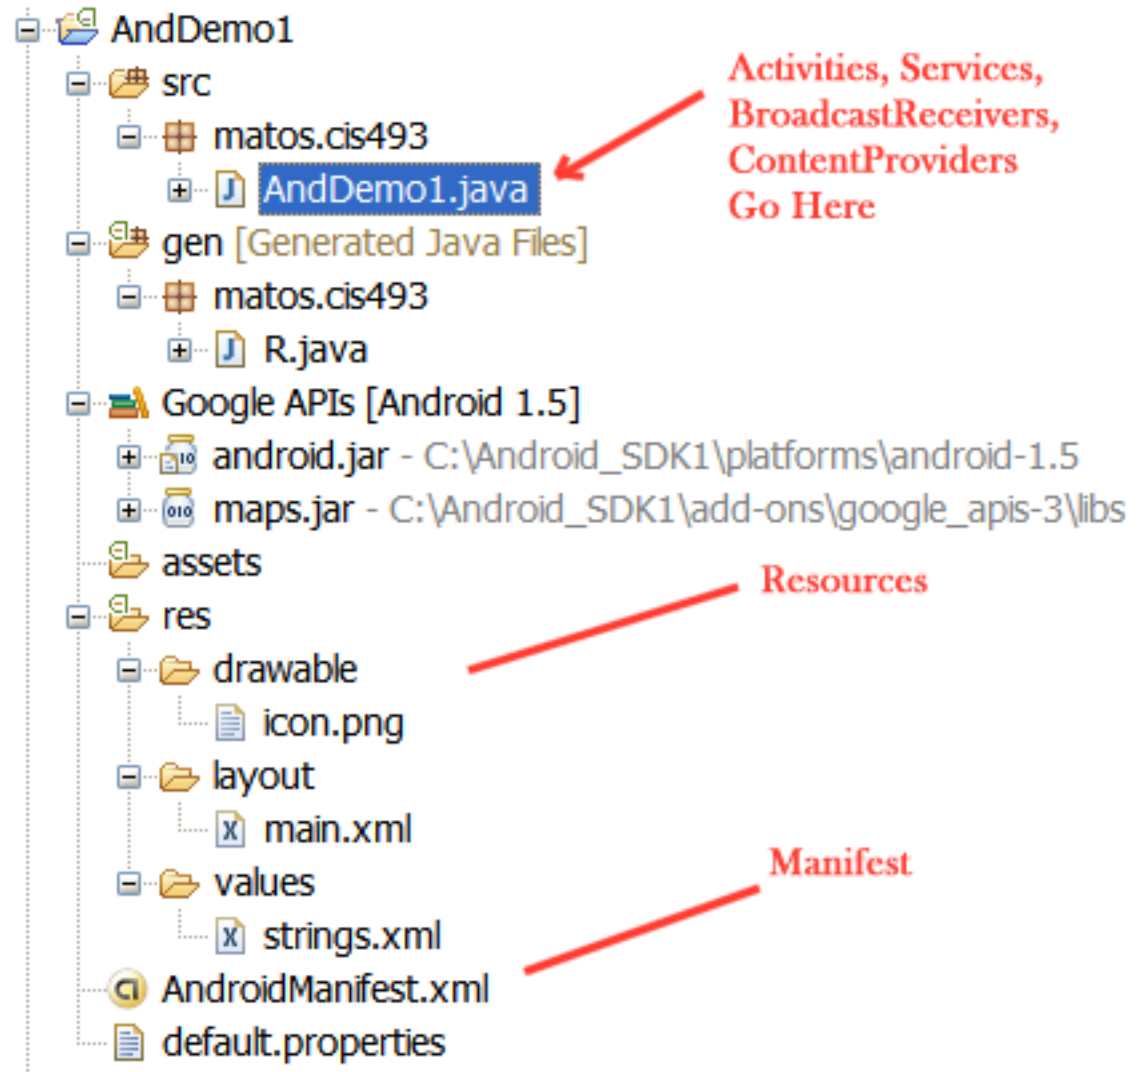 AndDemo1
src
Activities, Services,
BroadcastReceivers,
ContentProviders
Go Here
matos.cis493
AndDemo1.java
gen [Generated Java Files]
matos.cis493
R.java
Google APIs [Android 1.5]
android.jar - C:\Android_SDK1\platforms\android-1.5
maps.jar - C:\Android_SDK1\add-ons\google_apis-3\libs
assets
Resources
res
drawable
icon.png
layout
main.xml
Manifest
values
strings.xml
AndroidManifest.xml
default.properties